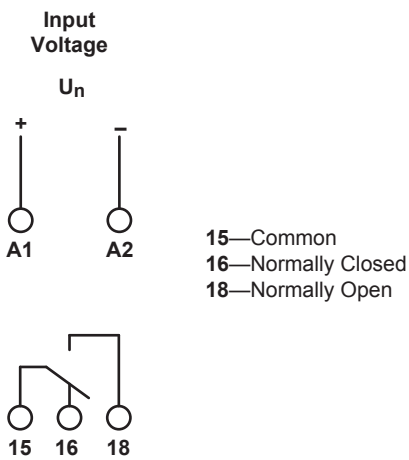 Input
Voltage
Un
+ –
A1 A2
15—Common
16—Normally Closed
18—Normally Open
15 16 18